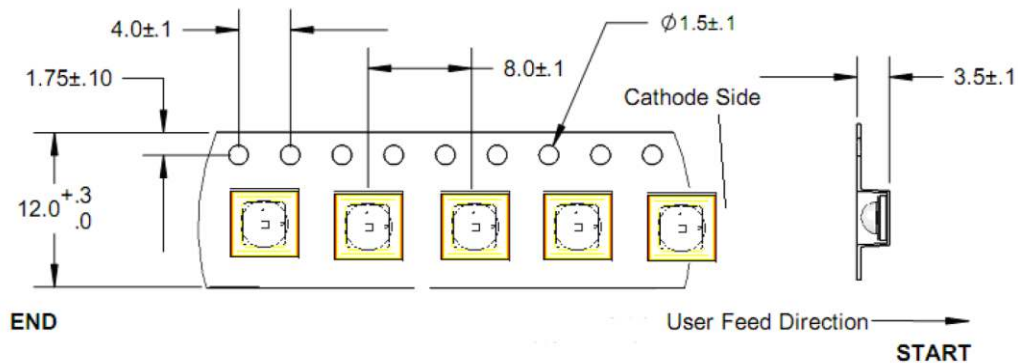 4.0±.1
Ø1.5±.1
1.75±.10
8.0±.1
3.5±.1
Cathode Side
12.0 +.3 .0
END
User Feed Direction
START